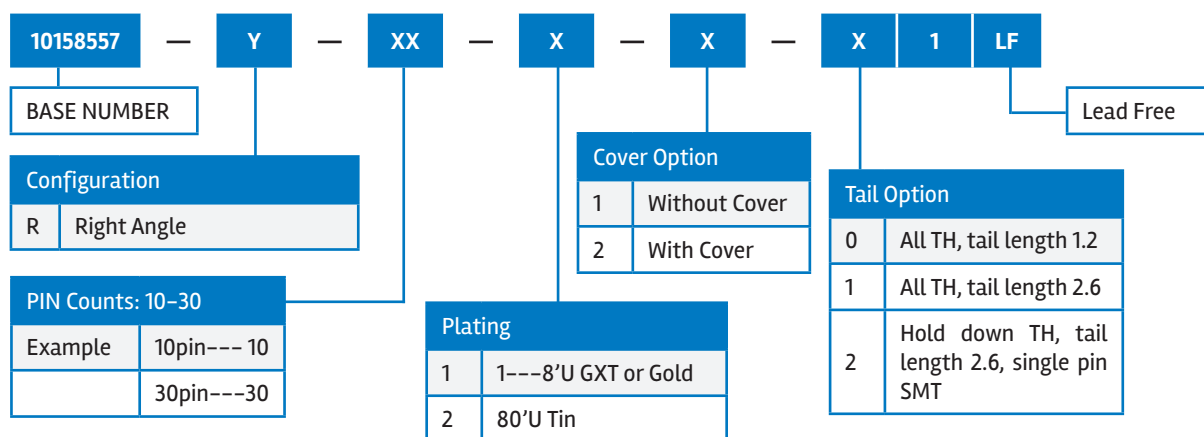 10158557 — Y — XX — X — X — X 1 LF
BASE NUMBER
Lead Free
Configuration
R Right Angle
PIN Counts: 10-30
Example 10pin--- 10
30pin---30
Plating
1 1---8'U GXT or Gold
2 80'U Tin
Cover Option
1 Without Cover
2 With Cover
Tail Option
0 All TH, tail length 1.2
1 All TH, tail length 2.6
2 Hold down TH, tail
length 2.6, single pin
SMT